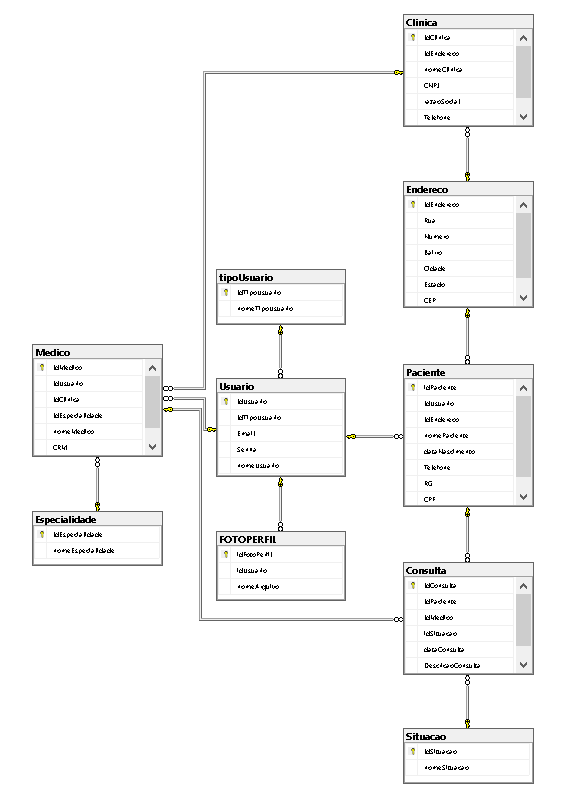 Clinica
IdClinica
IdEndereco
nomeClinica
CNPJ
razaoSocial
Telefone
Endereco
IdEndereco
Rua
Numero
Bairro
Cidade
Estado
CEP
tipoUsuario
IdTipoUsuario
nomeTipoUsuario
Medico
IdMedico
IdUsuario
IdClinica
IdEspecialidade
nomeMedico
CRM
Usuario
IdUsuario
IdTipoUsuario
Email
Senha
nomeUsuario
Paciente
IdPaciente
IdUsuario
IdEndereco
nomePaciente
dataNascimento
Telefone
RG
CPF
Especialidade
IdEspecialidade
nomeEspecialidade
FOTOPERFIL
IdFotoPerfil
IdUsuario
nomeArquivo
Consulta
IdConsulta
IdPaciente
IdMedico
IdSituacao
dataConsulta
DescricaoConsulta
Situacao
IdSituacao
nomeSituacao